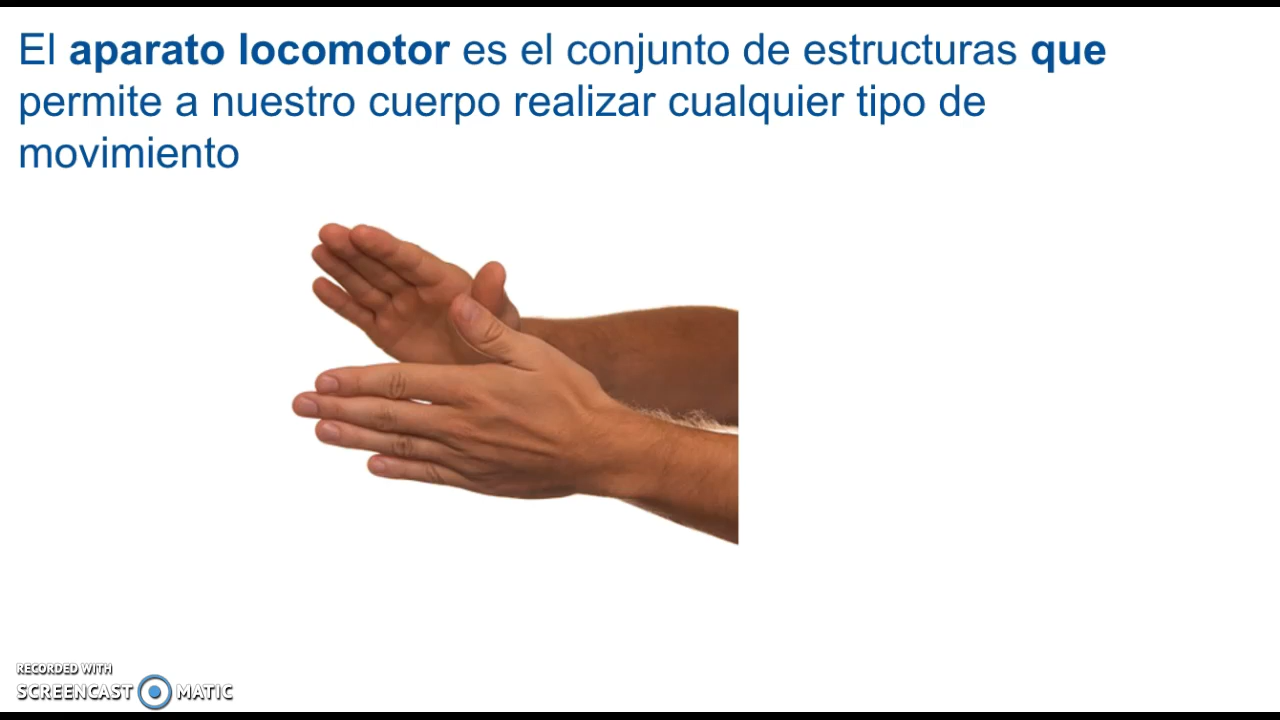 El aparato locomotor es el conjunto de estructuras que
permite a nuestro cuerpo realizar cualquier tipo de
movimiento
RECORDED WITH
SCREENCAST MATIC